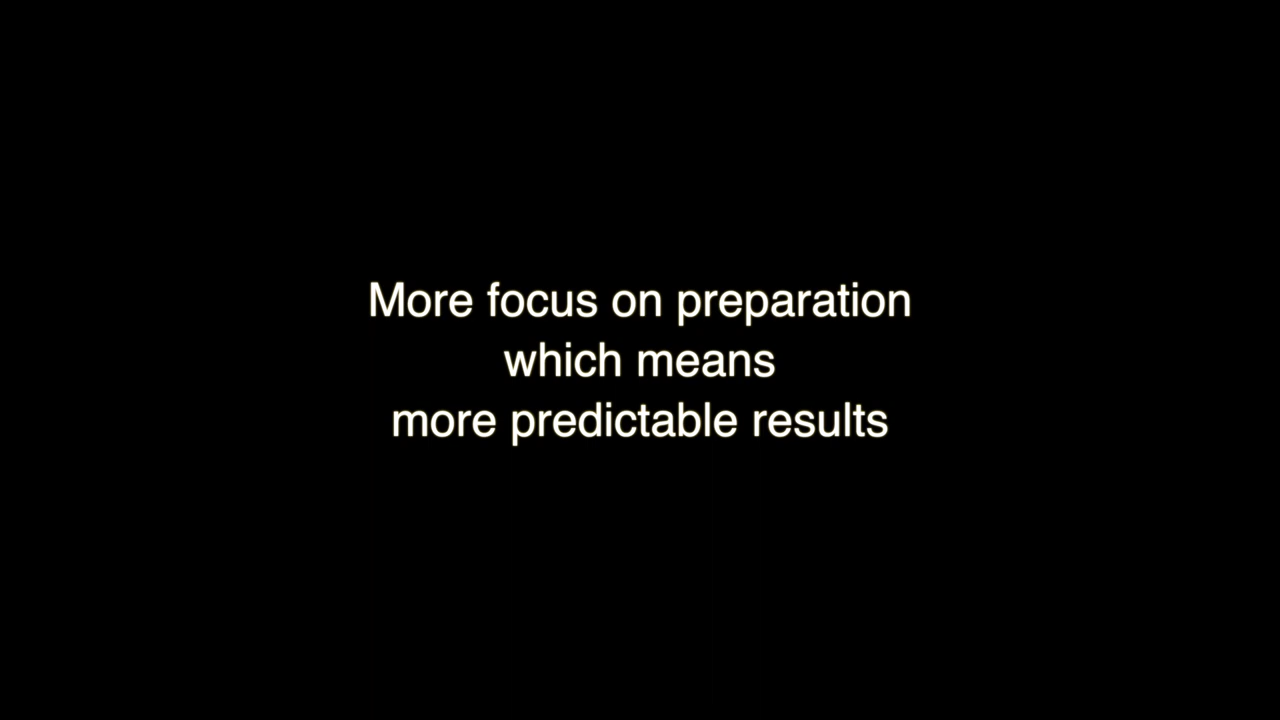 More focus on preparation
which means
more predictable results